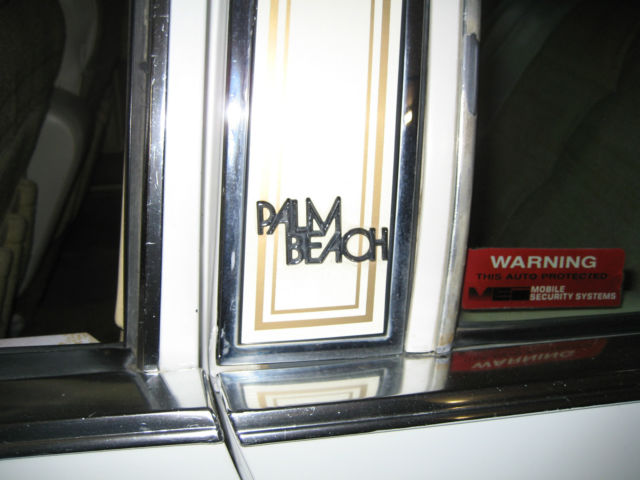 PALM
BEACH
WARNING
THIS AUTO PROTECTED
MOBILE
SECURITY SYSTEMS